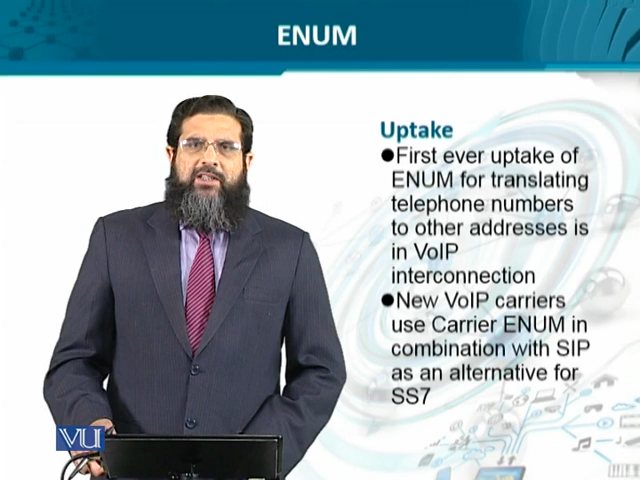 ENUM
Uptake
●First ever uptake of
ENUM for translating
telephone numbers
to other addresses is
in VoIP
interconnection
●New VoIP carriers
use Carrier ENUM in
combination with SIP
as an alternative for
SS7
VU